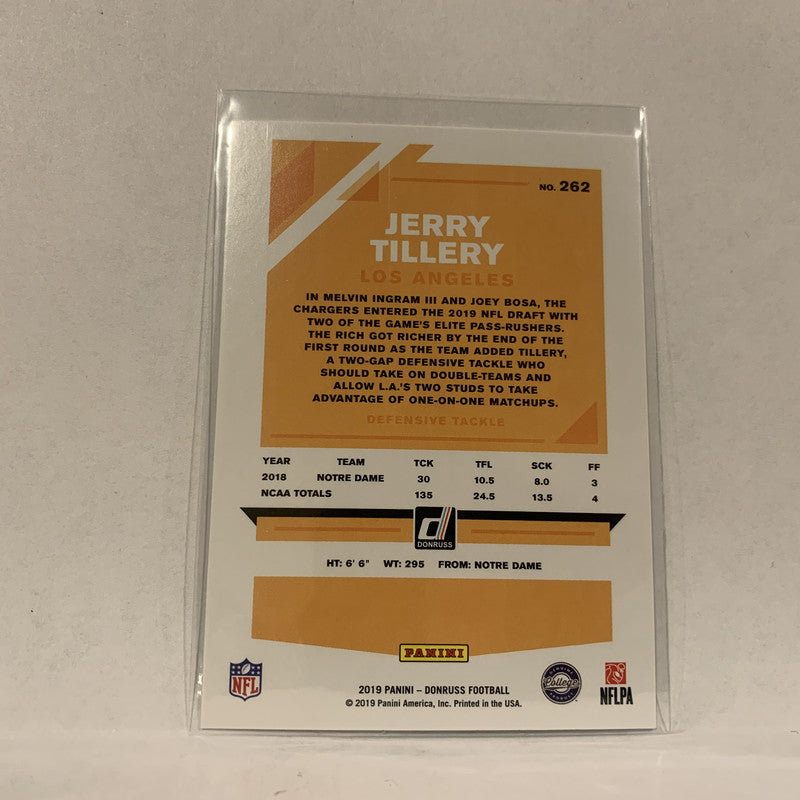 NO. 262
JERRY
TILLERY
LOS ANGELES
IN MELVIN INGRAM III AND JOEY BOSA, THE
CHARGERS ENTERED THE 2019 NFL DRAFT WITH
TWO OF THE GAME'S ELITE PASS-RUSHERS.
THE RICH GOT RICHER BY THE END OF THE
FIRST ROUND AS THE TEAM ADDED TILLERY,
A TWO-GAP DEFENSIVE TACKLE WHO
SHOULD TAKE ON DOUBLE-TEAMS AND
ALLOW L.A.'S TWO STUDS TO TAKE
ADVANTAGE OF ONE-ON-ONE MATCHUPS.
DEFENSIVE TACKLE
YEAR TEAM TCK TFL SCK FF
2018 NOTRE DAME 30 10.5 8.0 3
NCAA TOTALS 135 24.5 13.5 4
d
DONRUSS
HT: 6' 6" WT: 295 FROM: NOTRE DAME
PANINI
NFL
2019 PANINI – DONRUSS FOOTBALL
© 2019 Panini America, Inc. Printed in the USA.
GENUINE
College
PRODUCT
NFLPA